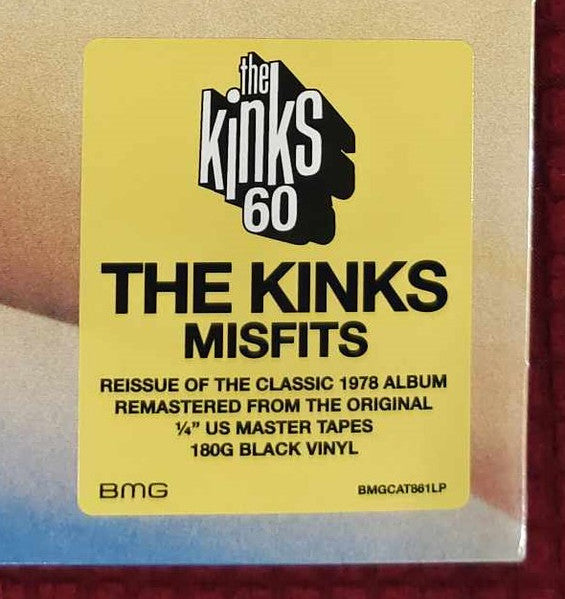 the
kinks
60
THE KINKS
MISFITS
REISSUE OF THE CLASSIC 1978 ALBUM
REMASTERED FROM THE ORIGINAL
¼” US MASTER TAPES
180G BLACK VINYL
BMG
BMGCAT861LP